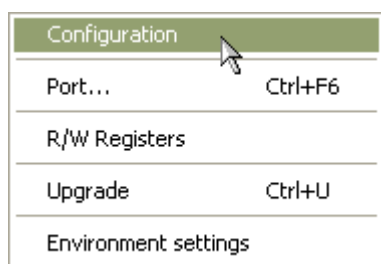 Configuration
Port... Ctrl+F6
R/W Registers
Upgrade Ctrl+U
Environment settings